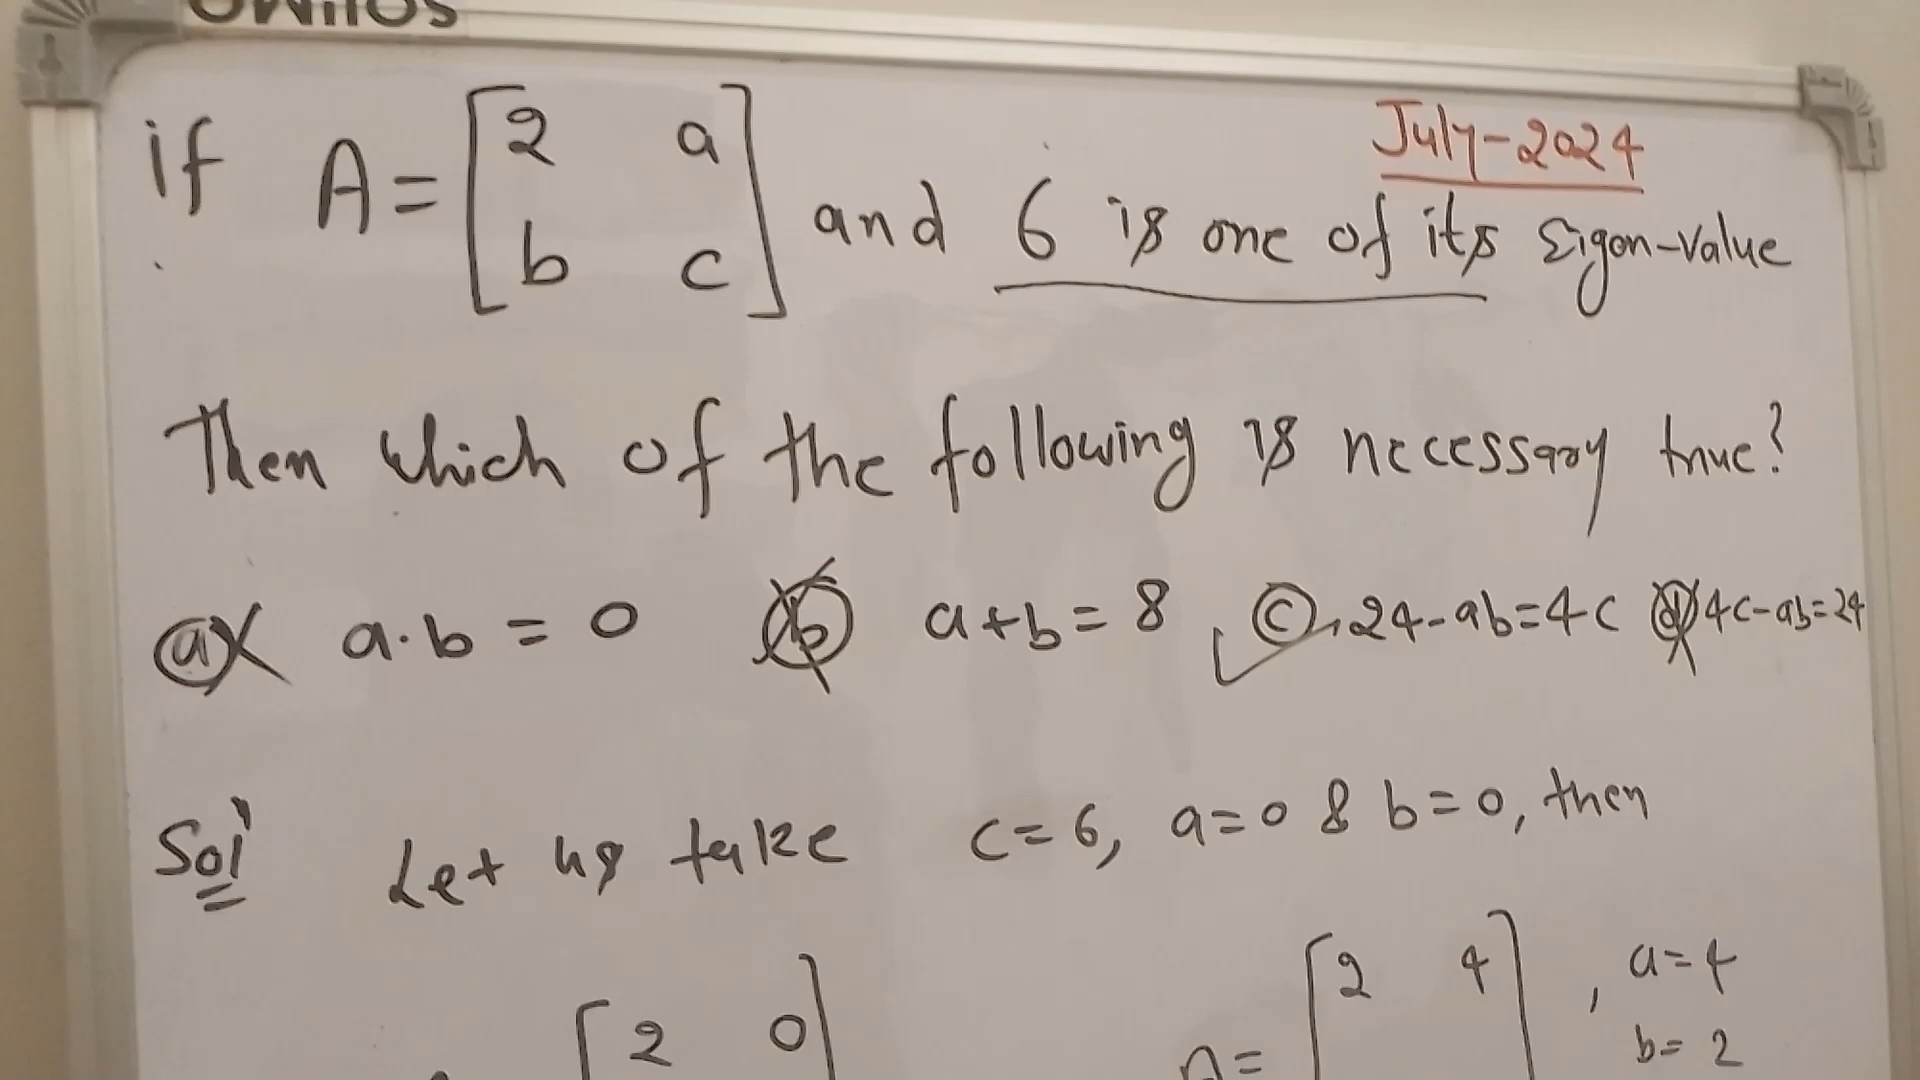 July-2024
if A = [2 a
b c] and 6 is one of its Eigen-value
Then which of the following is necessary true?
(a) a.b = 0 (b) a+b = 8, (c) 24-ab=4c (d) 4c-ab=24
Sol Let us take c=6, a=0 & b=0, then
[2 0] A= [2 4] , a=4
b= 2